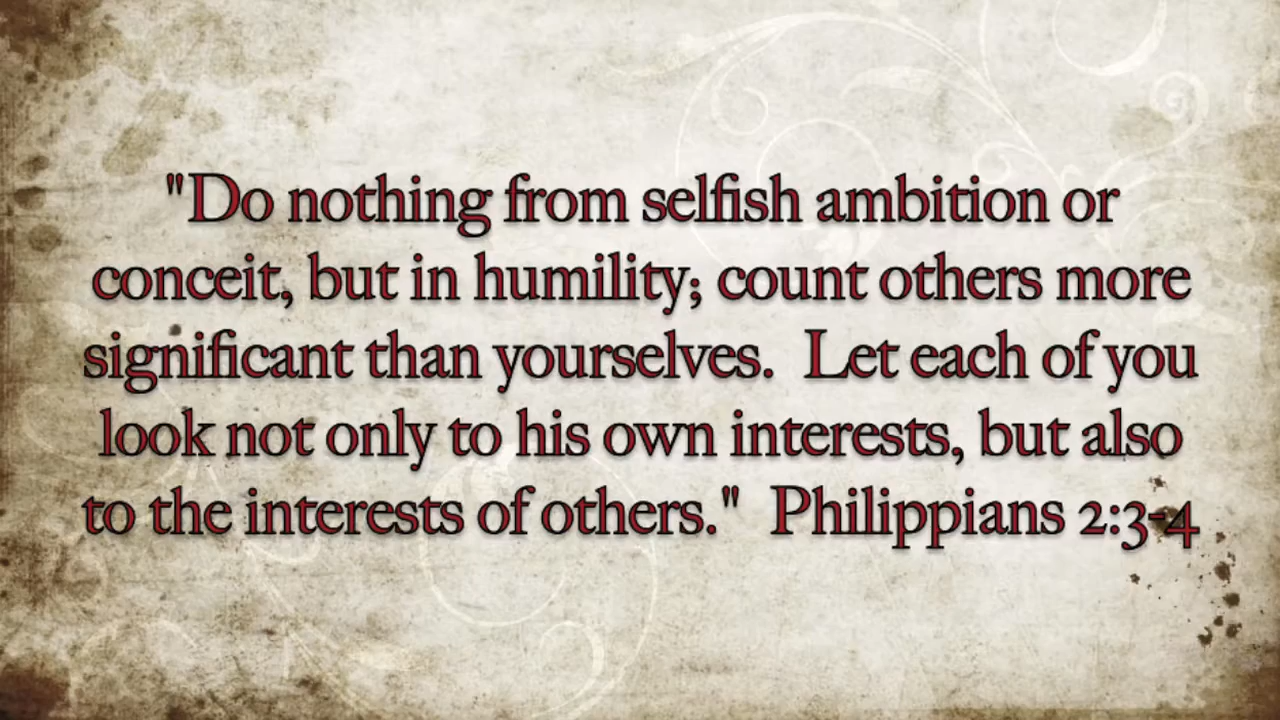 "Do nothing from selfish ambition or
conceit, but in humility; count others more
significant than yourselves.  Let each of you
look not only to his own interests, but also
to the interests of others."  Philippians 2:3-4